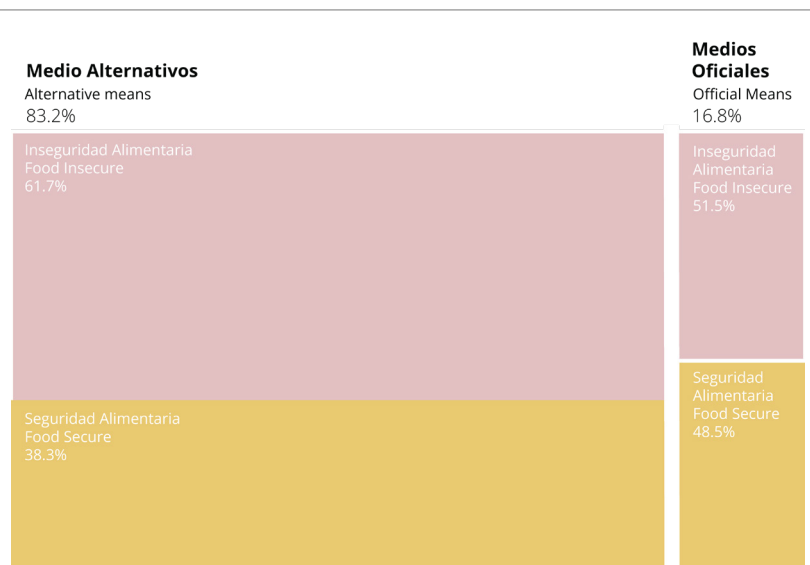 Medio Alternativos
Alternative means
83.2%
Medios
Oficiales
Official Means
16.8%
Inseguridad Alimentaria
Food Insecure
61.7%
Inseguridad
Alimentaria
Food Insecure
51.5%
Seguridad Alimentaria
Food Secure
38.3%
Seguridad
Alimentaria
Food Secure
48.5%